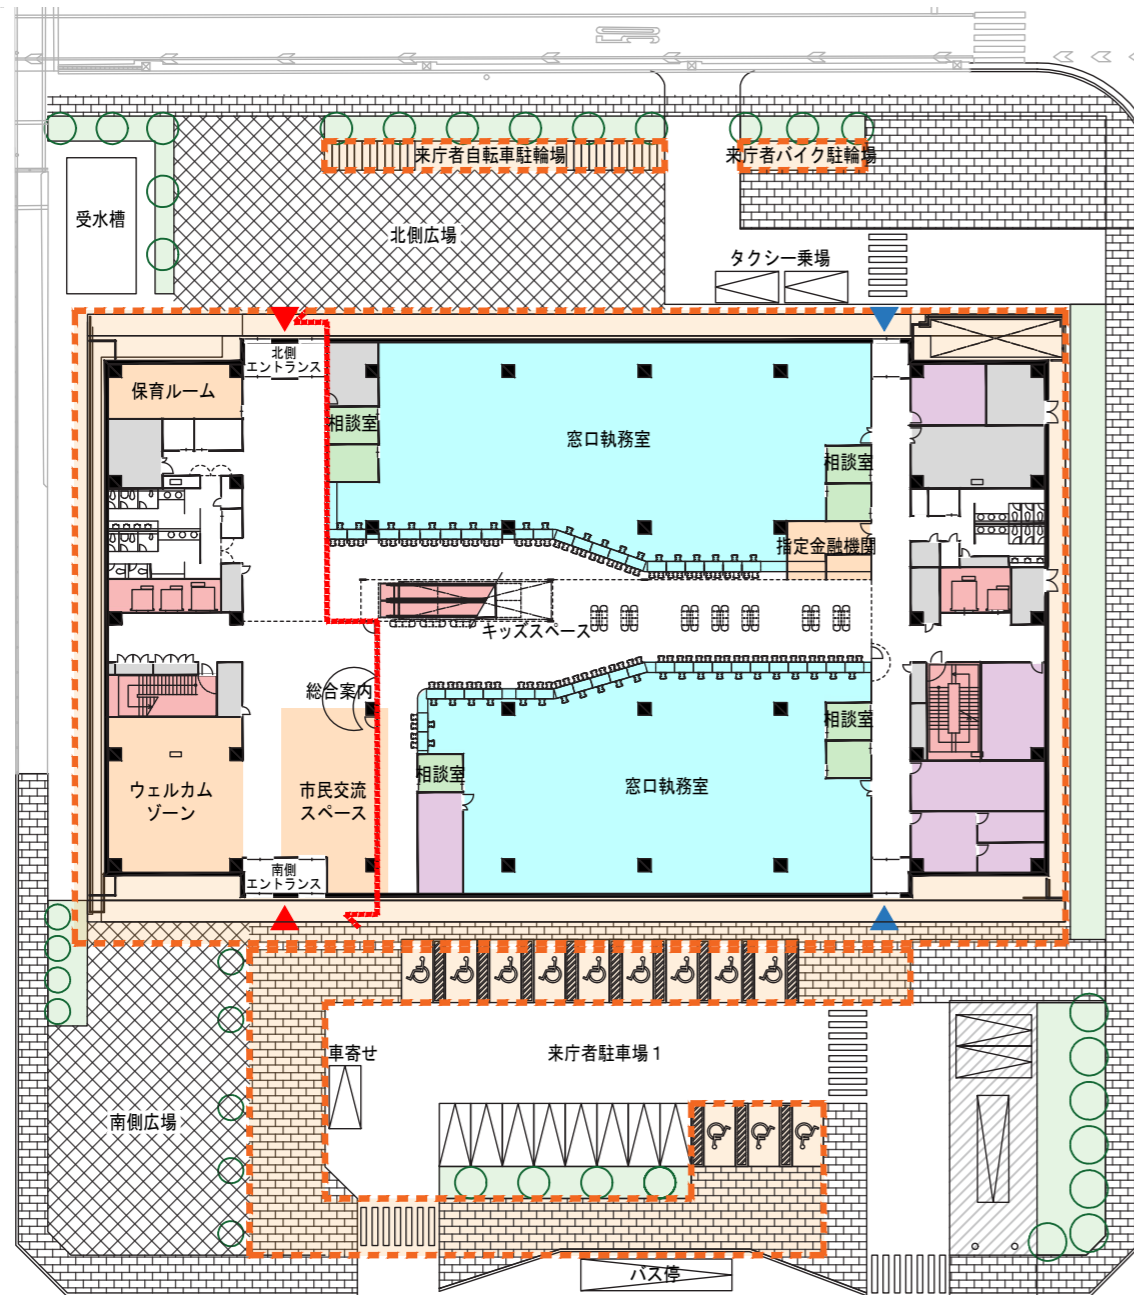 来庁者自転車駐輪場
来庁者バイク駐輪場
受水槽
北側広場
タクシー乗場
北側
エントランス
保育ルーム
相談室
窓口執務室
相談室
指定金融機関
キッズスペース
総合案内
相談室
相談室
窓口執務室
ウェルカム
ゾーン
市民交流
スペース
南側
エントランス
車寄せ
来庁者駐車場1
南側広場
バス停